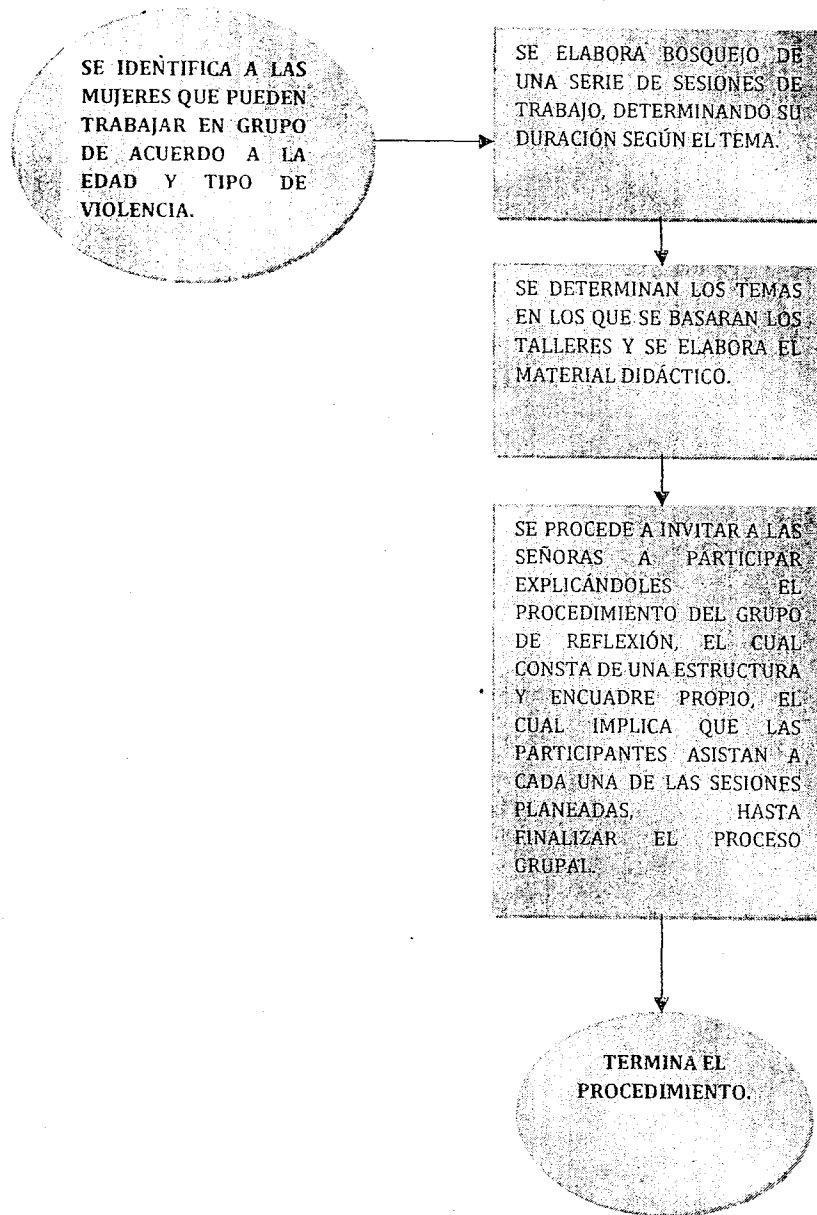 SE IDENTIFICA A LAS
MUJERES QUE PUEDEN
TRABAJAR EN GRUPO
DE ACUERDO A LA
EDAD Y TIPO DE
VIOLENCIA.
SE ELABORA BOSQUEJO DE
UNA SERIE DE SESIONES DE
TRABAJO, DETERMINANDO SU
DURACIÓN SEGÚN EL TEMA.
SE DETERMINAN LOS TEMAS
EN LOS QUE SE BASARAN LOS
TALLERES Y SE ELABORA EL
MATERIAL DIDÁCTICO.
SE PROCEDE A INVITAR A LAS
SEÑORAS A PARTICIPAR
EXPLICÁNDOLES EL
PROCEDIMIENTO DEL GRUPO
DE REFLEXIÓN, EL CUAL
CONSTA DE UNA ESTRUCTURA
Y ENCUADRE PROPIO, EL
CUAL IMPLICA QUE LAS
PARTICIPANTES ASISTAN A
CADA UNA DE LAS SESIONES
PLANEADAS, HASTA
FINALIZAR EL PROCESO
GRUPAL.
TERMINA EL
PROCEDIMIENTO.